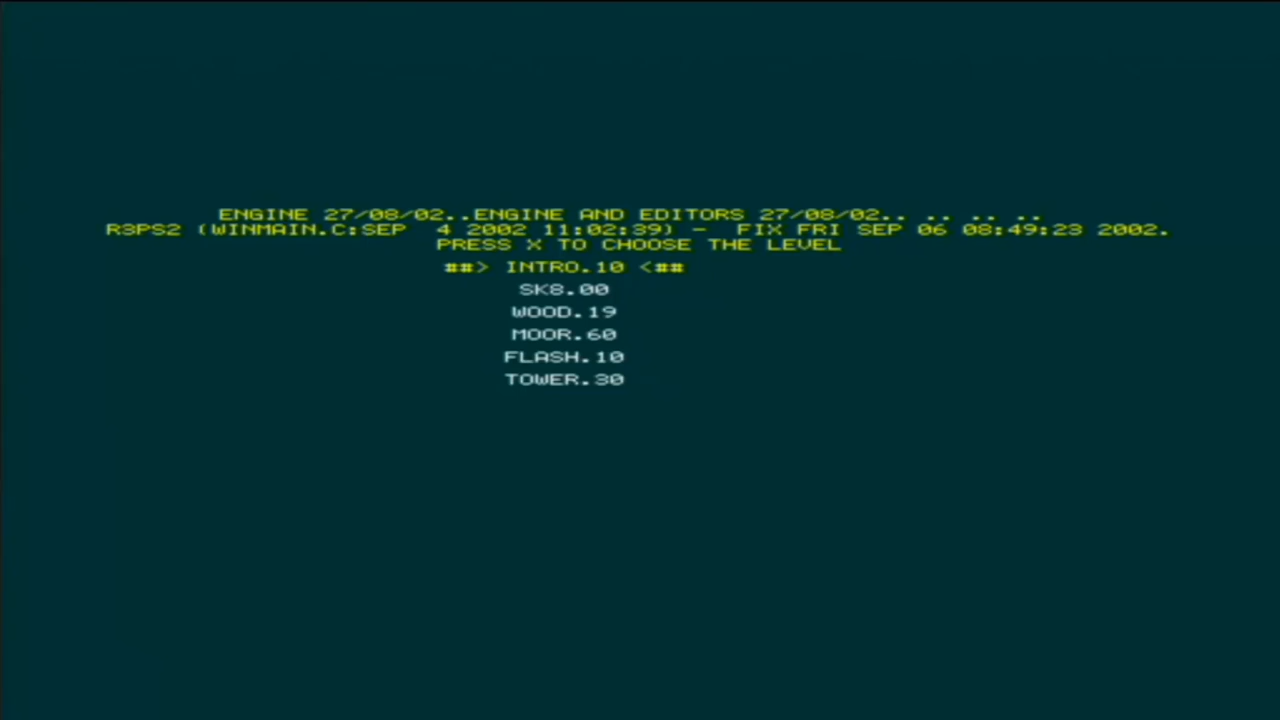 ENGINE 27/08/02..ENGINE AND EDITORS 27/08/02.. .. .. ..
R3PS2 (WINMAIN.C:SEP  4 2002 11:02:39) -  FIX FRI SEP 06 08:49:23 2002.
PRESS X TO CHOOSE THE LEVEL
##> INTRO.10 <##
SK8.00
WOOD.19
MOOR.60
FLASH.10
TOWER.30